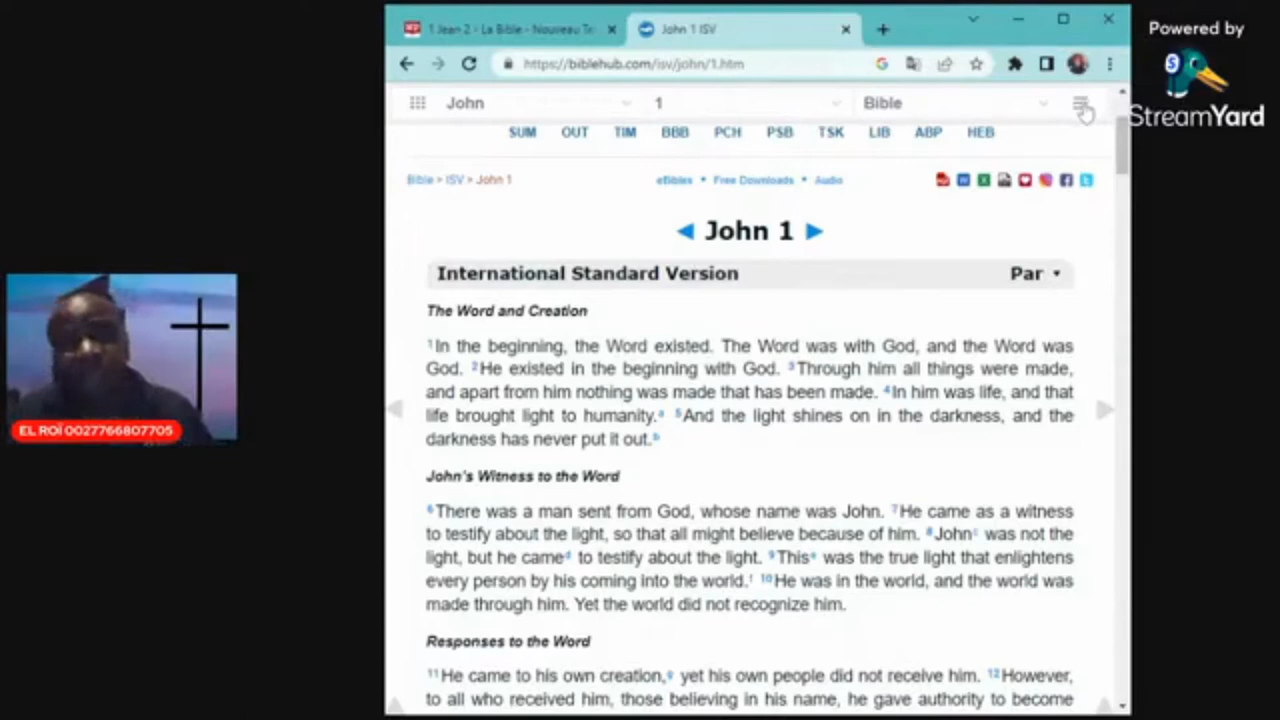 1 Jean 2 - La Bible - Nouveau Te
John 1 ISV
Powered by
StreamYard
https://biblehub.com/isv/john/1.htm
John 1 Bible
SUM OUT TIM BBB PCH PSB TSK LIB ABP HEB
Bible > ISV > John 1 eBibles • Free Downloads • Audio
◄ John 1 ►
International Standard Version Par ▾
The Word and Creation
1In the beginning, the Word existed. The Word was with God, and the Word was
God. 2He existed in the beginning with God. 3Through him all things were made,
and apart from him nothing was made that has been made. 4In him was life, and that
life brought light to humanity.a 5And the light shines on in the darkness, and the
darkness has never put it out.b
John's Witness to the Word
6There was a man sent from God, whose name was John. 7He came as a witness
to testify about the light, so that all might believe because of him. 8Johnc was not the
light, but he camed to testify about the light. 9Thise was the true light that enlightens
every person by his coming into the world.f 10He was in the world, and the world was
made through him. Yet the world did not recognize him.
Responses to the Word
11He came to his own creation,g yet his own people did not receive him. 12However,
to all who received him, those believing in his name, he gave authority to become
EL ROÏ 0027766807705